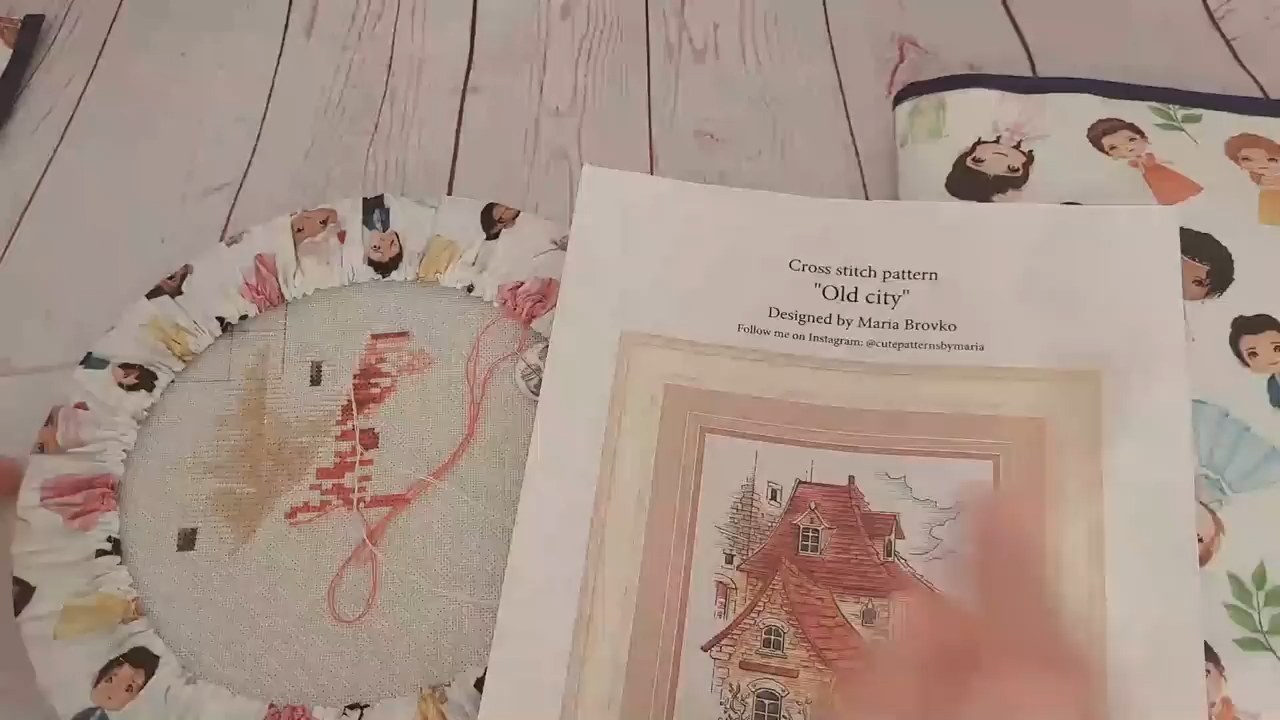 Cross stitch pattern
"Old city"
Designed by Maria Brovko
Follow me on Instagram: @cutepatternsbymaria